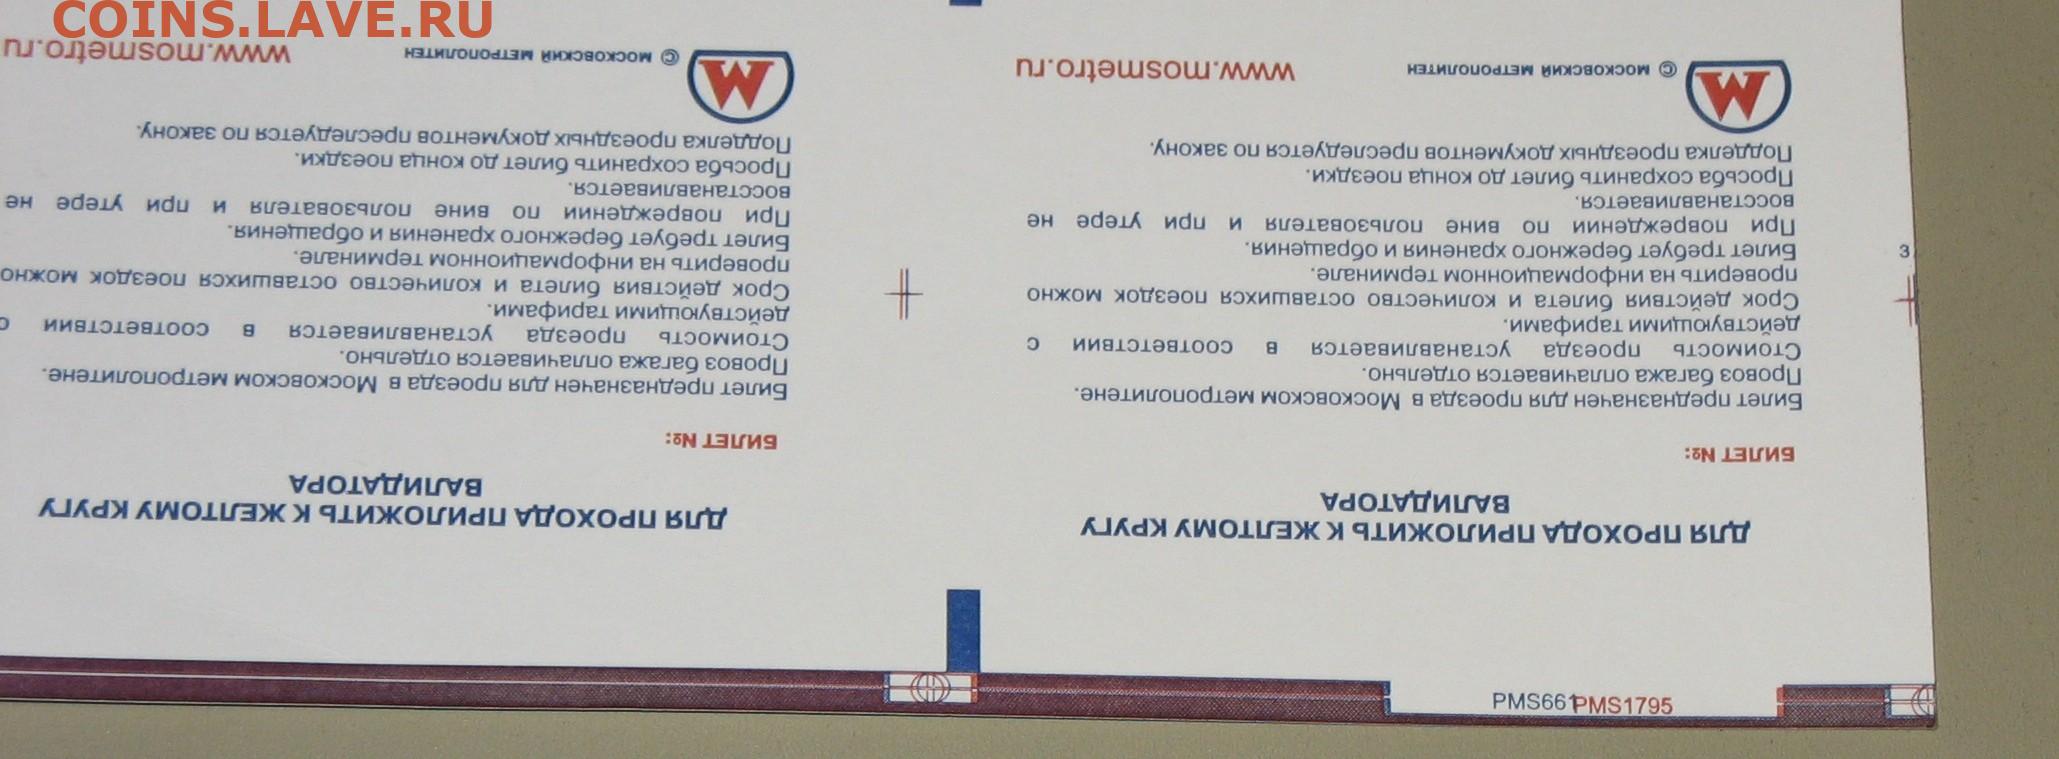 COINS.LAVE.RU
ДЛЯ ПРОХОДА ПРИЛОЖИТЬ К ЖЕЛТОМУ КРУГУ
ВАЛИДАТОРА
БИЛЕТ №:
Билет предназначен для проезда в Московском метрополитене.
Провоз багажа оплачивается отдельно.
Стоимость проезда устанавливается в соответствии с
действующими тарифами.
Срок действия билета и количество оставшихся поездок можно
проверить на информационном терминале.
Билет требует бережного хранения и обращения.
При повреждении по вине пользователя и при утере не
восстанавливается.
Просьба сохранить билет до конца поездки.
Подделка проездных документов преследуется по закону.
М
© МОСКОВСКИЙ МЕТРОПОЛИТЕН
www.mosmetro.ru
ДЛЯ ПРОХОДА ПРИЛОЖИТЬ К ЖЕЛТОМУ КРУГУ
ВАЛИДАТОРА
БИЛЕТ №:
Билет предназначен для проезда в Московском метрополитене.
Провоз багажа оплачивается отдельно.
Стоимость проезда устанавливается в соответствии с
действующими тарифами.
Срок действия билета и количество оставшихся поездок можно
проверить на информационном терминале.
Билет требует бережного хранения и обращения.
При повреждении по вине пользователя и при утере не
восстанавливается.
Просьба сохранить билет до конца поездки.
Подделка проездных документов преследуется по закону.
М
© МОСКОВСКИЙ МЕТРОПОЛИТЕН
www.mosmetro.ru
3
PMS661 PMS1795